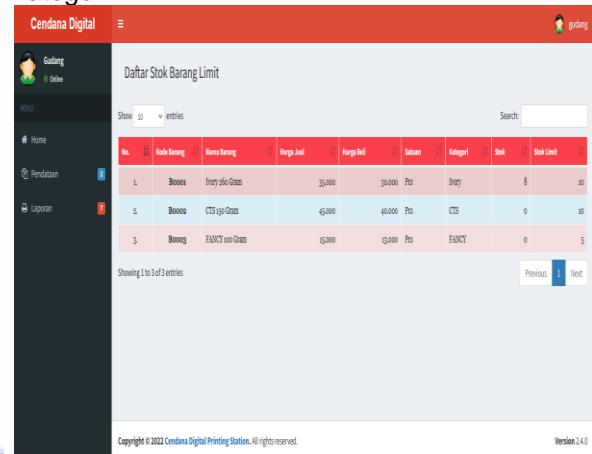 Cendana Digital
gudang
Gudang
Online
MENU
Home
Pendataan 3
Laporan 7
Daftar Stok Barang Limit
Show 10 entries Search:
No. Kode Barang Nama Barang Harga Jual Harga Beli Satuan Kategori Stok Stok Limit
1. B0001 Ivory 260 Gram 35.000 30.000 Pcs Ivory 8 10
2. B0002 CTS 150 Gram 45.000 40.000 Pcs CTS 0 10
3. B0003 FANCY 100 Gram 15.000 13.000 Pcs FANCY 0 5
Showing 1 to 3 of 3 entries Previous 1 Next
Copyright © 2022 Cendana Digital Printing Station. All rights reserved. Version 2.4.0